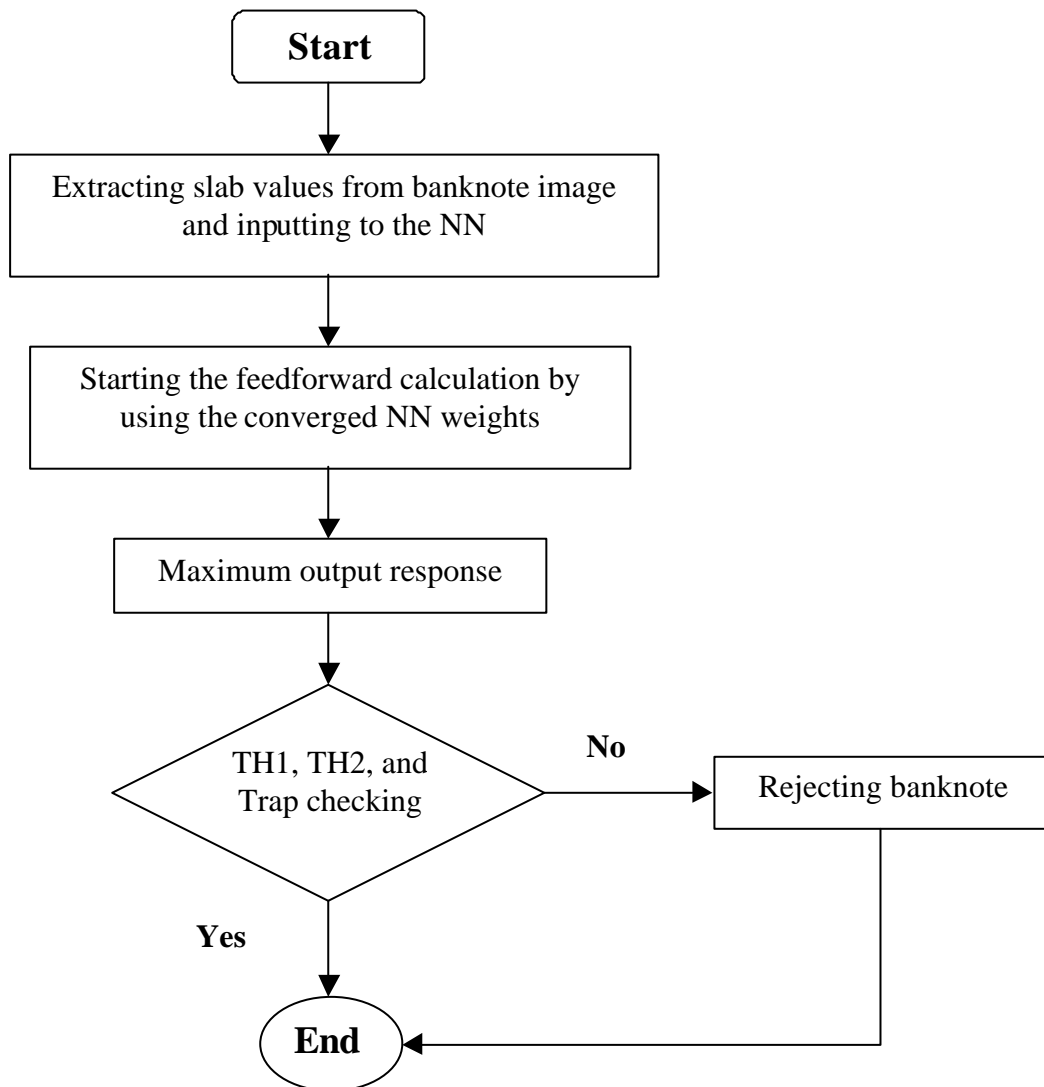 Start
Extracting slab values from banknote image
and inputting to the NN
Starting the feedforward calculation by
using the converged NN weights
Maximum output response
TH1, TH2, and
Trap checking
No
Rejecting banknote
Yes
End